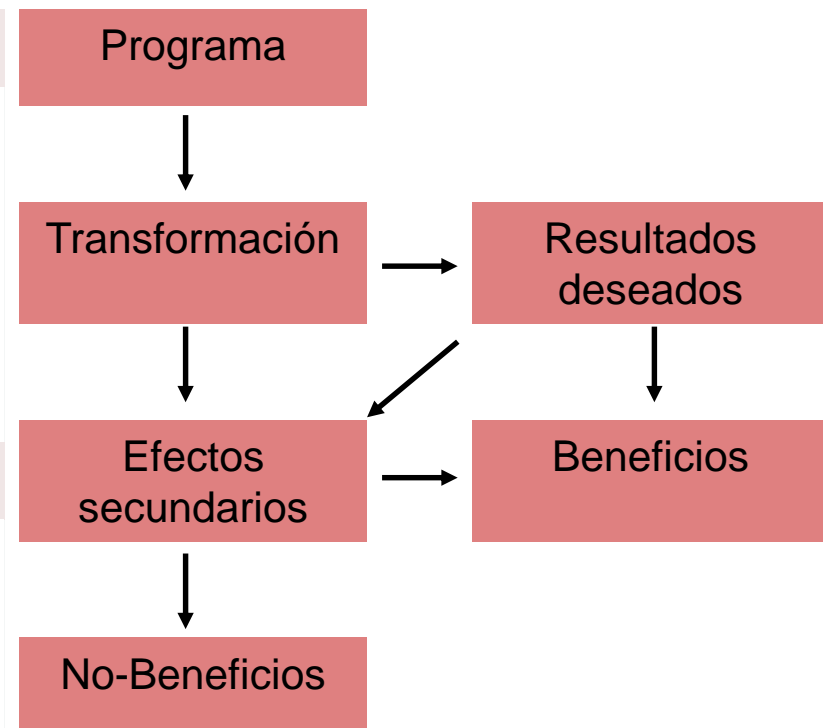 Programa
Transformación
Resultados
deseados
Efectos
secundarios
Beneficios
No-Beneficios